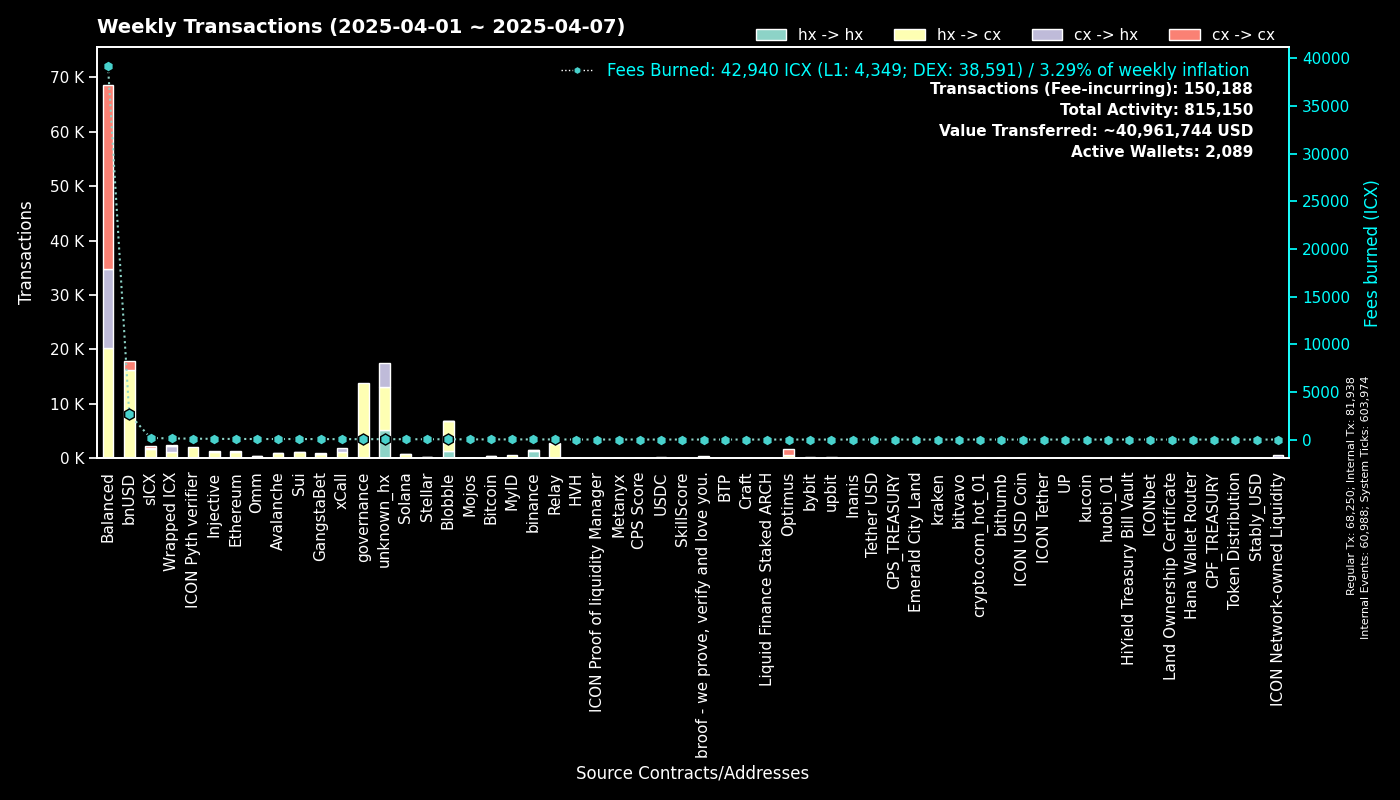 Weekly Transactions (2025-04-01 ~ 2025-04-07)
hx -> hx
hx -> cx
cx -> hx
cx -> cx
Fees Burned: 42,940 ICX (L1: 4,349; DEX: 38,591) / 3.29% of weekly inflation
Transactions (Fee-incurring): 150,188
Total Activity: 815,150
Value Transferred: ~40,961,744 USD
Active Wallets: 2,089
Transactions
70 K
60 K
50 K
40 K
30 K
20 K
10 K
0 K
40000
35000
30000
25000
20000
15000
10000
5000
0
Fees burned (ICX)
Regular Tx: 68,250; Internal Tx: 81,938
Internal Events: 60,988; System Ticks: 603,974
Balanced
bnUSD
sICX
Wrapped ICX
ICON Pyth verifier
Injective
Ethereum
Omm
Avalanche
Sui
GangstaBet
xCall
governance
unknown_hx
Solana
Stellar
Blobble
Mojos
Bitcoin
MyID
binance
Relay
HVH
ICON Proof of liquidity Manager
Metanyx
CPS Score
USDC
SkillScore
broof - we prove, verify and love you.
BTP
Craft
Liquid Finance Staked ARCH
Optimus
bybit
upbit
Inanis
Tether USD
CPS_TREASURY
Emerald City Land
kraken
bitvavo
crypto.com_hot_01
bithumb
ICON USD Coin
ICON Tether
UP
kucoin
huobi_01
HiYield Treasury Bill Vault
ICONbet
Land Ownership Certificate
Hana Wallet Router
CPF_TREASURY
Token Distribution
Stably_USD
ICON Network-owned Liquidity
Source Contracts/Addresses